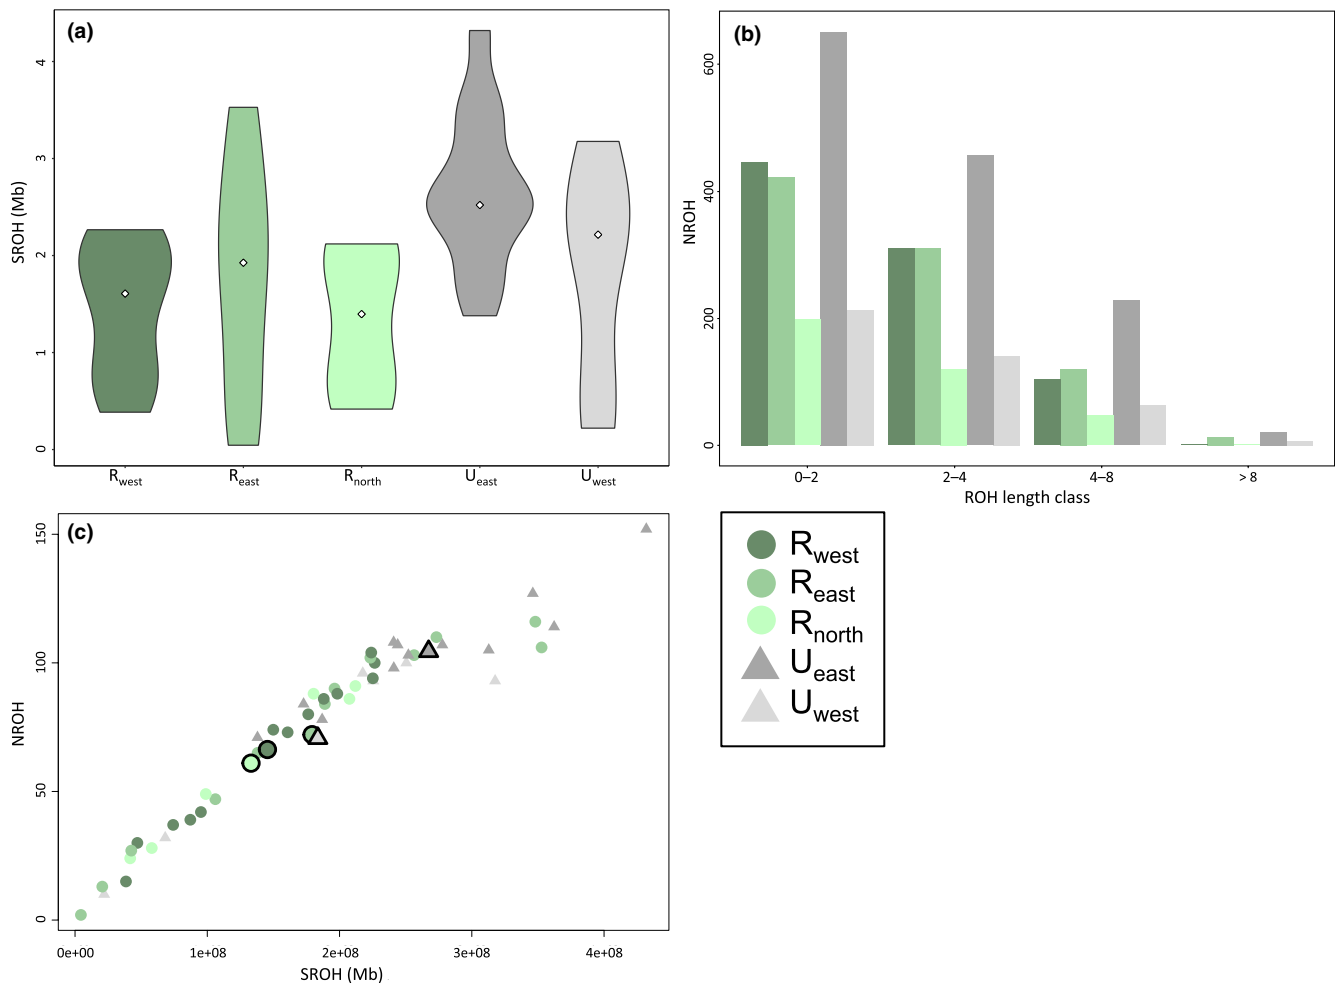 (a)
SROH (Mb)
4
3
2
1
0
Rwest
Reast
Rnorth
Ueast
Uwest
(b)
NROH
600
400
200
0
0–2
2–4
4–8
> 8
ROH length class
(c)
NROH
150
100
50
0
0e+00
1e+08
2e+08
3e+08
4e+08
SROH (Mb)
Rwest
Reast
Rnorth
Ueast
Uwest